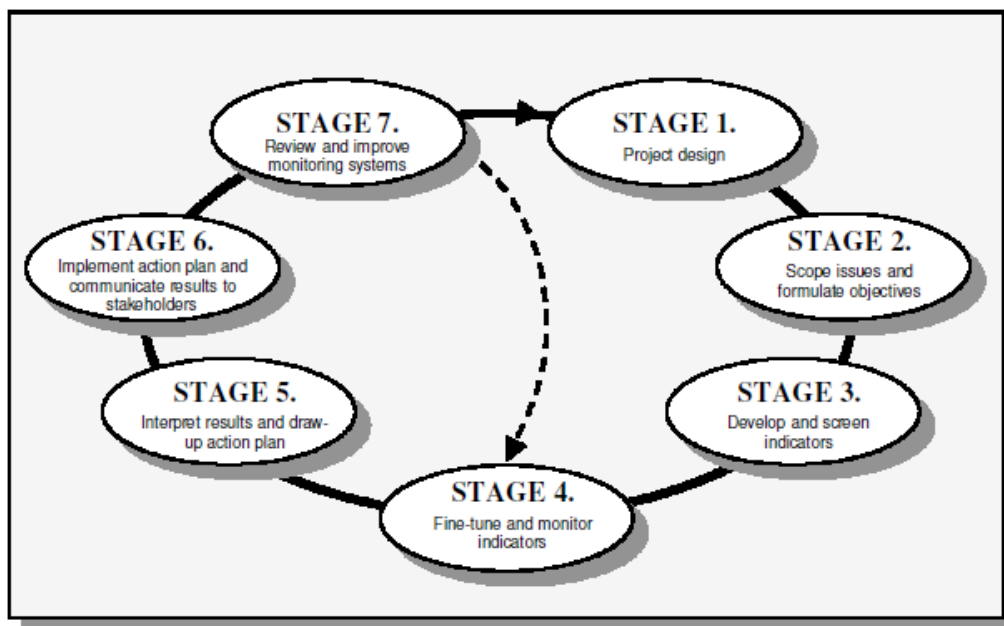 STAGE 1.
Project design
STAGE 2.
Scope issues and
formulate objectives
STAGE 3.
Develop and screen
indicators
STAGE 4.
Fine-tune and monitor
indicators
STAGE 5.
Interpret results and draw-
up action plan
STAGE 6.
Implement action plan and
communicate results to
stakeholders
STAGE 7.
Review and improve
monitoring systems